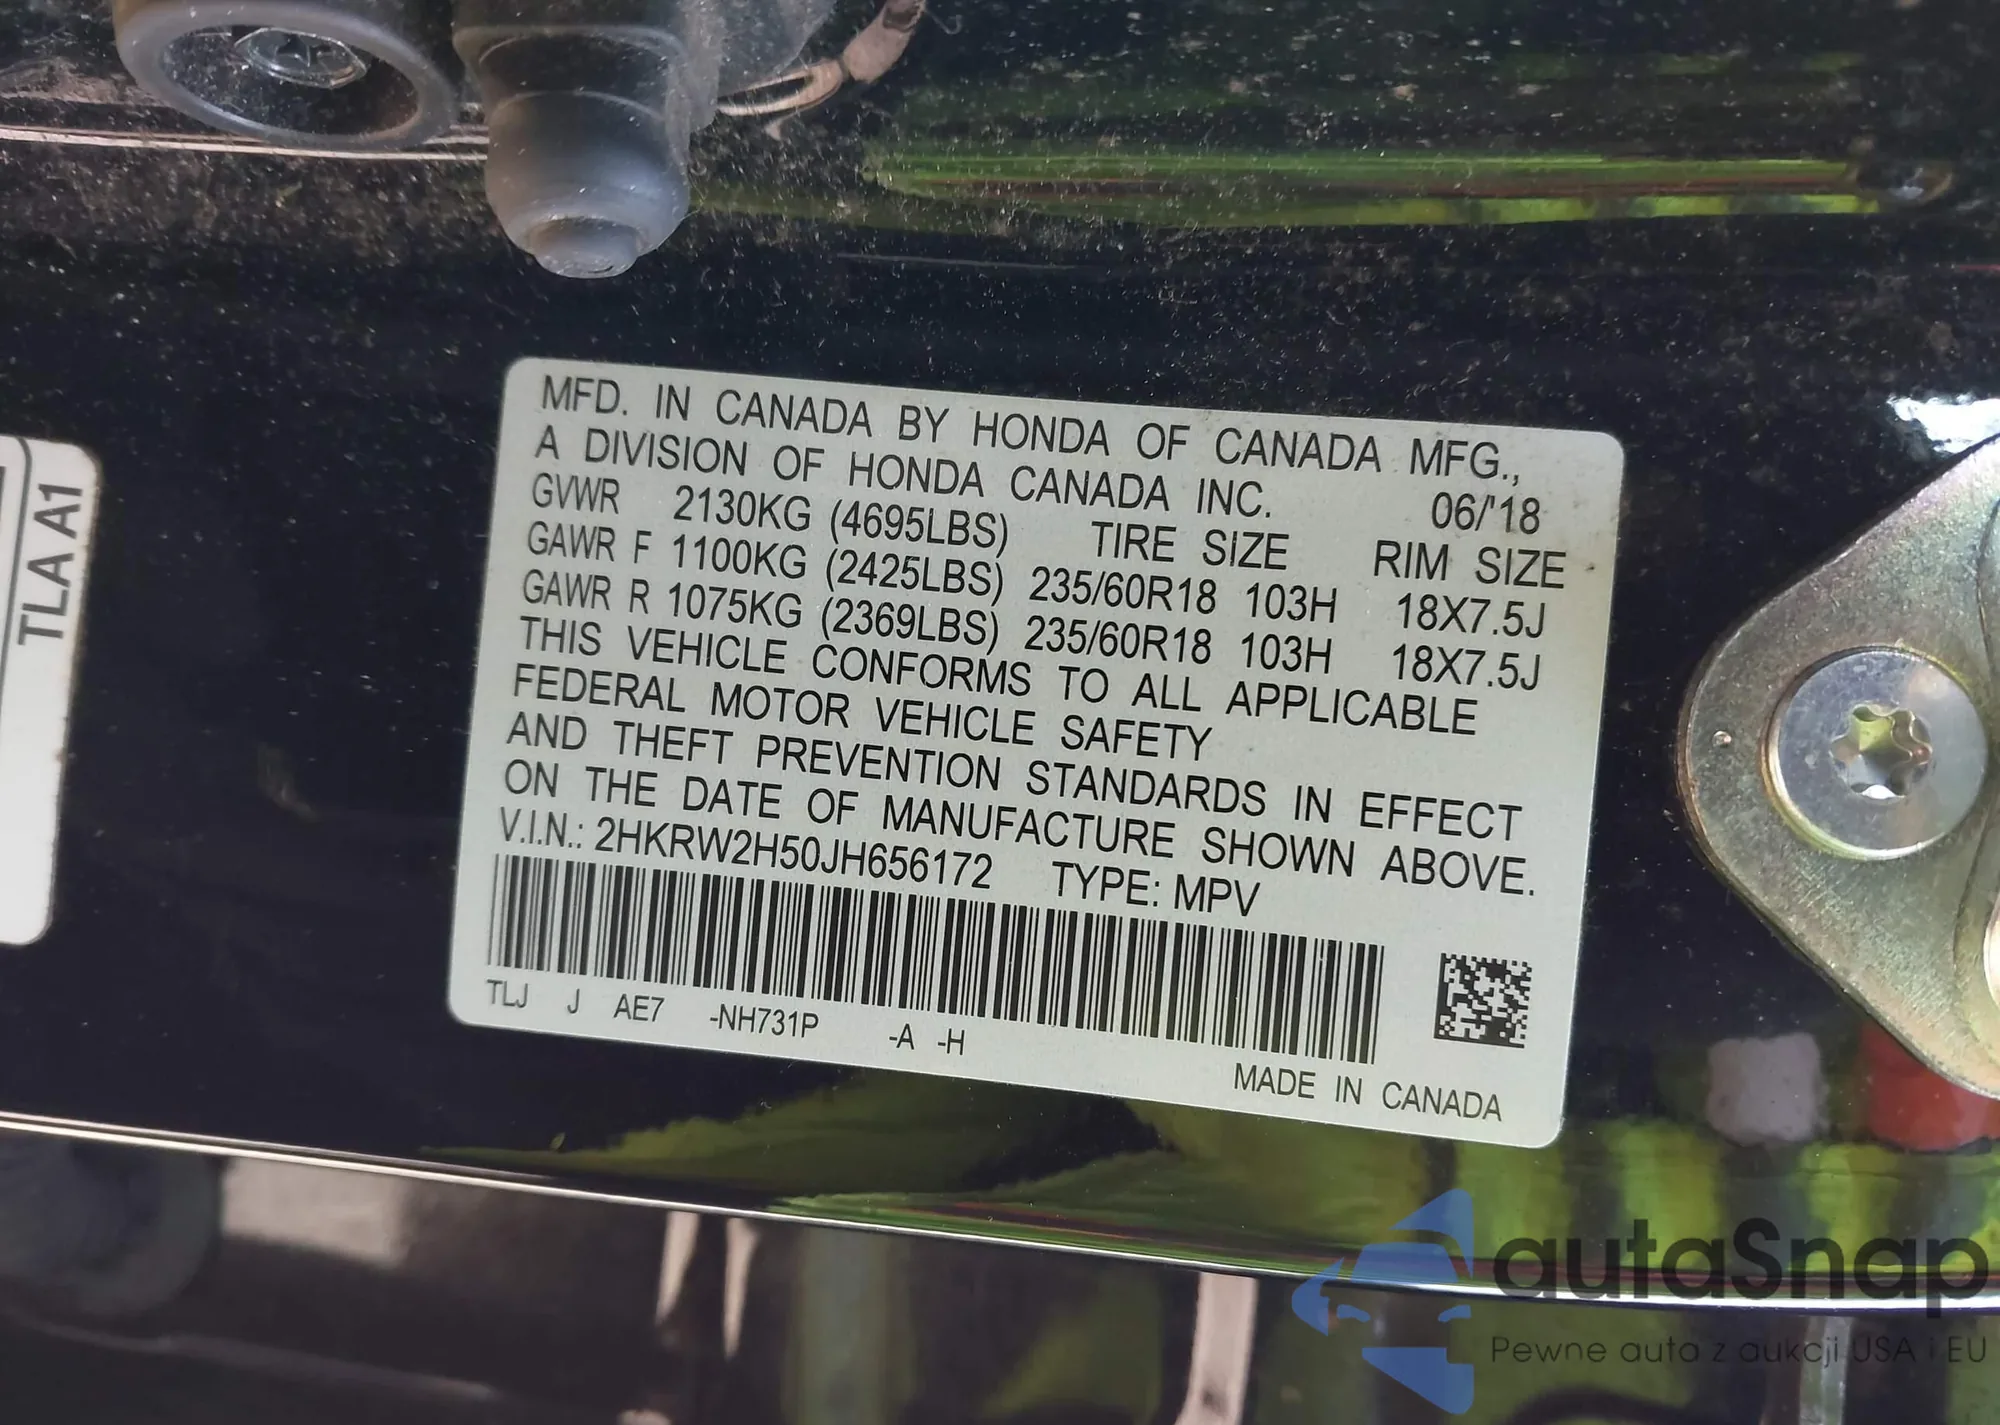 MFD. IN CANADA BY HONDA OF CANADA MFG.,
A DIVISION OF HONDA CANADA INC. 06/'18
GVWR 2130KG (4695LBS) TIRE SIZE RIM SIZE
GAWR F 1100KG (2425LBS) 235/60R18 103H 18X7.5J
GAWR R 1075KG (2369LBS) 235/60R18 103H 18X7.5J
THIS VEHICLE CONFORMS TO ALL APPLICABLE
FEDERAL MOTOR VEHICLE SAFETY
AND THEFT PREVENTION STANDARDS IN EFFECT
ON THE DATE OF MANUFACTURE SHOWN ABOVE.
V.I.N.: 2HKRW2H50JH656172 TYPE: MPV
TLJ J AE7 -NH731P -A -H
MADE IN CANADA
TLA A1
autaSnap
Pewne auta z aukcji USA i EU